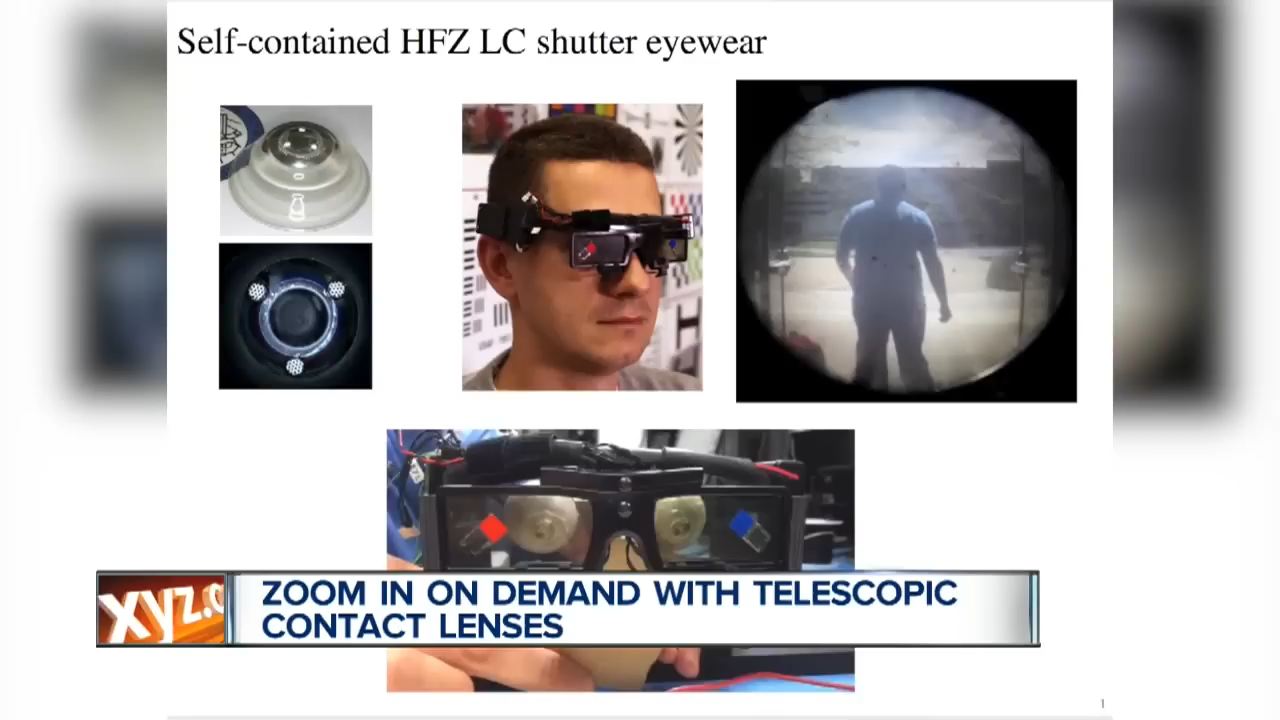 Self-contained HFZ LC shutter eyewear
ZOOM IN ON DEMAND WITH TELESCOPIC
CONTACT LENSES
xyz.c
1